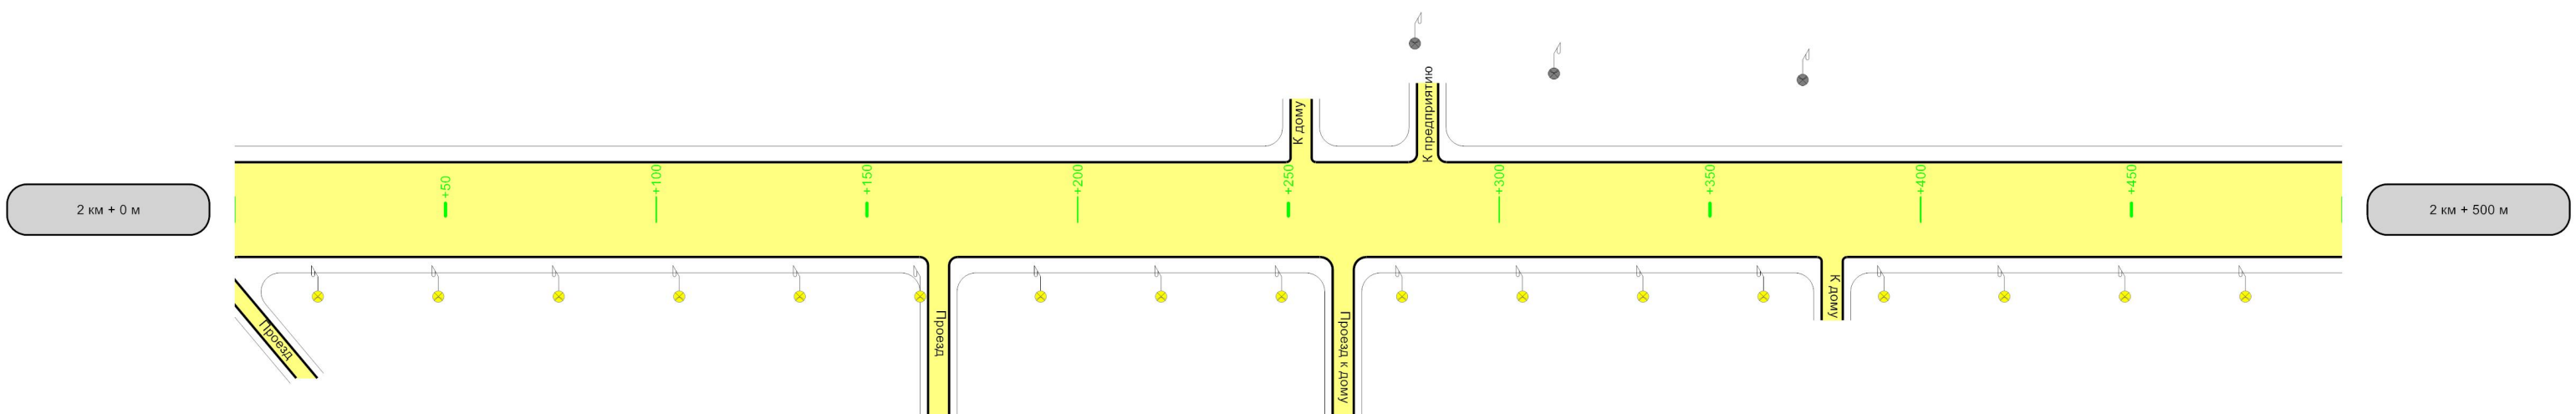 К дому
К предприятию
+50
+100
+150
+200
+250
+300
+350
+400
+450
2 км + 0 м
2 км + 500 м
Проезд
Проезд
Проезд к дому
К дому